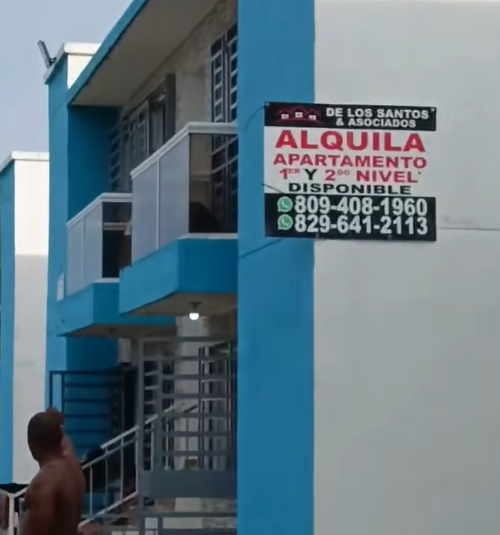 DE LOS SANTOS
& ASOCIADOS
ALQUILA
APARTAMENTO
1ER Y 2DO NIVEL
DISPONIBLE
809-408-1960
829-641-2113